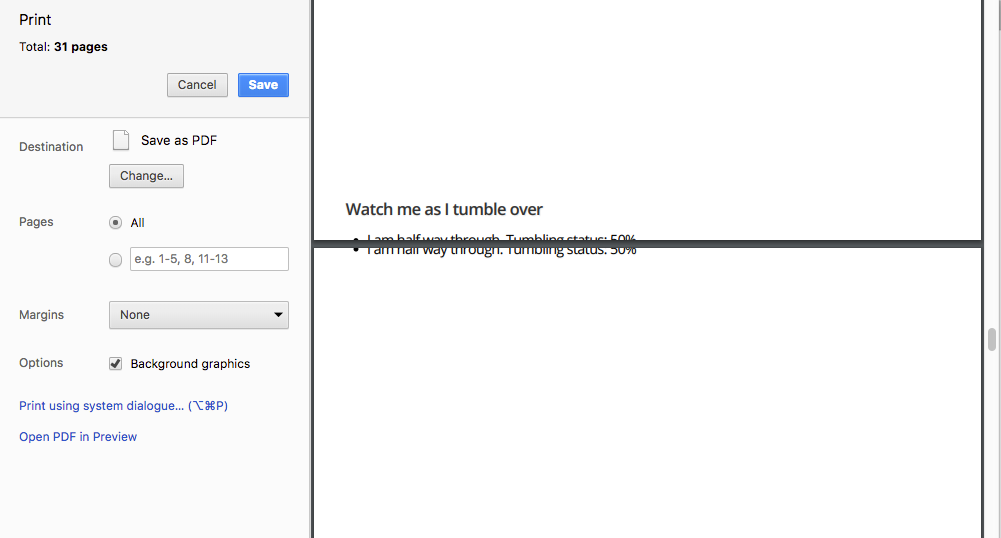 Print
Total: 31 pages
Cancel
Save
Destination
Save as PDF
Change...
Pages
All
e.g. 1-5, 8, 11-13
Margins
None
Options
Background graphics
Print using system dialogue... (⌥⌘P)
Open PDF in Preview
Watch me as I tumble over
• I am half way through. Tumbling status: 50%
• I am half way through. Tumbling status: 50%